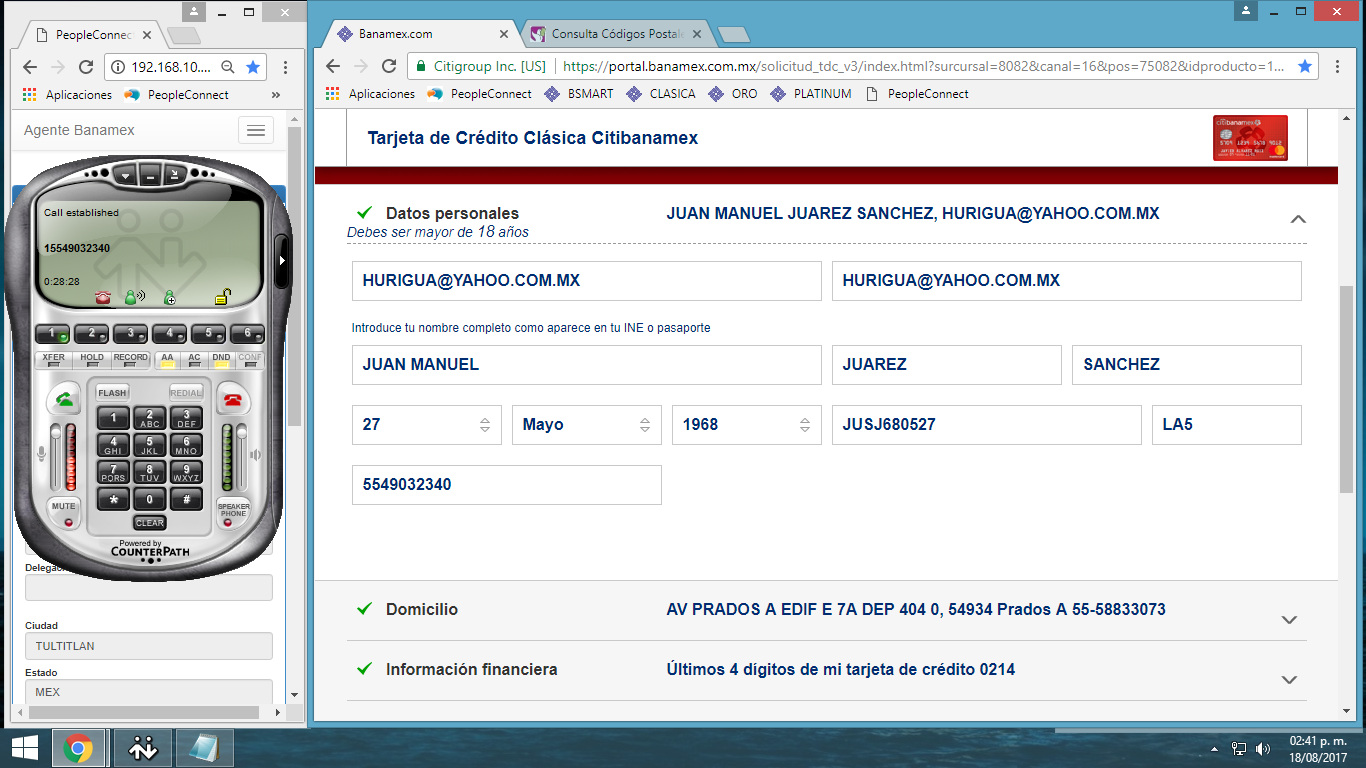 PeopleConnec
192.168.10....
Aplicaciones
PeopleConnect
»
Agente Banamex
Call established
15549032340
0:28:28
1 2 3 4 5 6
XFER HOLD RECORD AA AC DND CONF
FLASH REDIAL
1 2 ABC 3 DEF
4 GHI 5 JKL 6 MNO
7 PQRS 8 TUV 9 WXYZ
* 0 #
MUTE
SPEAKER PHONE
CLEAR
Powered by
COUNTERPATH
Delegac
Ciudad
TULTITLAN
Estado
MEX
Banamex.com
Consulta Códigos Postale
Citigroup Inc. [US]
https://portal.banamex.com.mx/solicitud_tdc_v3/index.html?surcursal=8082&canal=16&pos=75082&idproducto=1...
Aplicaciones PeopleConnect BSMART CLASICA ORO PLATINUM PeopleConnect
Tarjeta de Crédito Clásica Citibanamex
citibanamex
Datos personales
JUAN MANUEL JUAREZ SANCHEZ, HURIGUA@YAHOO.COM.MX
Debes ser mayor de 18 años
HURIGUA@YAHOO.COM.MX HURIGUA@YAHOO.COM.MX
Introduce tu nombre completo como aparece en tu INE o pasaporte
JUAN MANUEL JUAREZ SANCHEZ
27 Mayo 1968 JUSJ680527 LA5
5549032340
Domicilio
AV PRADOS A EDIF E 7A DEP 404 0, 54934 Prados A 55-58833073
Información financiera
Últimos 4 dígitos de mi tarjeta de crédito 0214
02:41 p. m.
18/08/2017